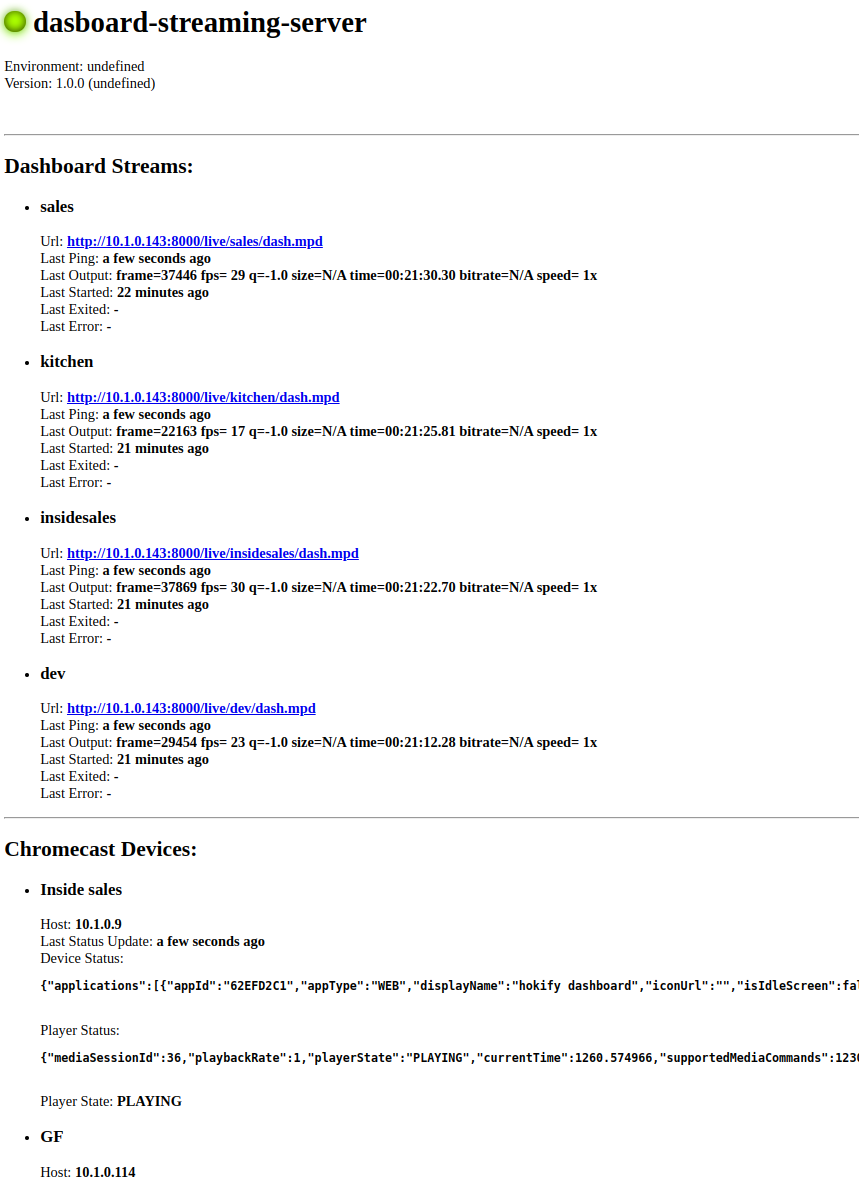 dasboard-streaming-server
Environment: undefined
Version: 1.0.0 (undefined)
Dashboard Streams:
sales
Url: http://10.1.0.143:8000/live/sales/dash.mpd
Last Ping: a few seconds ago
Last Output: frame=37446 fps= 29 q=-1.0 size=N/A time=00:21:30.30 bitrate=N/A speed= 1x
Last Started: 22 minutes ago
Last Exited: -
Last Error: -
kitchen
Url: http://10.1.0.143:8000/live/kitchen/dash.mpd
Last Ping: a few seconds ago
Last Output: frame=22163 fps= 17 q=-1.0 size=N/A time=00:21:25.81 bitrate=N/A speed= 1x
Last Started: 21 minutes ago
Last Exited: -
Last Error: -
insidesales
Url: http://10.1.0.143:8000/live/insidesales/dash.mpd
Last Ping: a few seconds ago
Last Output: frame=37869 fps= 30 q=-1.0 size=N/A time=00:21:22.70 bitrate=N/A speed= 1x
Last Started: 21 minutes ago
Last Exited: -
Last Error: -
dev
Url: http://10.1.0.143:8000/live/dev/dash.mpd
Last Ping: a few seconds ago
Last Output: frame=29454 fps= 23 q=-1.0 size=N/A time=00:21:12.28 bitrate=N/A speed= 1x
Last Started: 21 minutes ago
Last Exited: -
Last Error: -
Chromecast Devices:
Inside sales
Host: 10.1.0.9
Last Status Update: a few seconds ago
Device Status:
{"applications":[{"appId":"62EFD2C1","appType":"WEB","displayName":"hokify dashboard","iconUrl":"","isIdleScreen":fal
Player Status:
{"mediaSessionId":36,"playbackRate":1,"playerState":"PLAYING","currentTime":1260.574966,"supportedMediaCommands":1230
Player State: PLAYING
GF
Host: 10.1.0.114